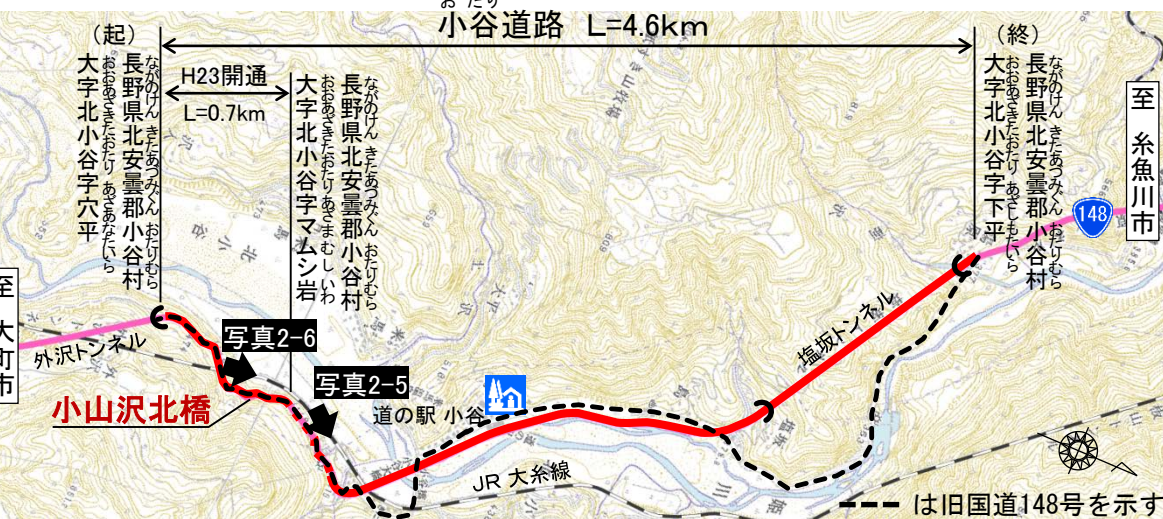 おたり
小谷道路 L=4.6km
（起）
ながのけん きたあづみぐん おたりむら
長野県北安曇郡小谷村
おおあざきたおたり あざあなたいら
大字北小谷字穴平
H23開通
L=0.7km
ながのけん きたあづみぐん おたりむら
長野県北安曇郡小谷村
おおあざきたおたりあざまむしいわ
大字北小谷字マムシ岩
（終）
ながのけん きたあづみぐん おたりむら
長野県北安曇郡小谷村
おおあざきたおたり あざしもたいら
大字北小谷字下平
至 糸魚川市
148
至 大町市
外沢トンネル
写真2-6
小山沢北橋
写真2-5
道の駅 小谷
塩坂トンネル
JR 大糸線
は旧国道148号を示す